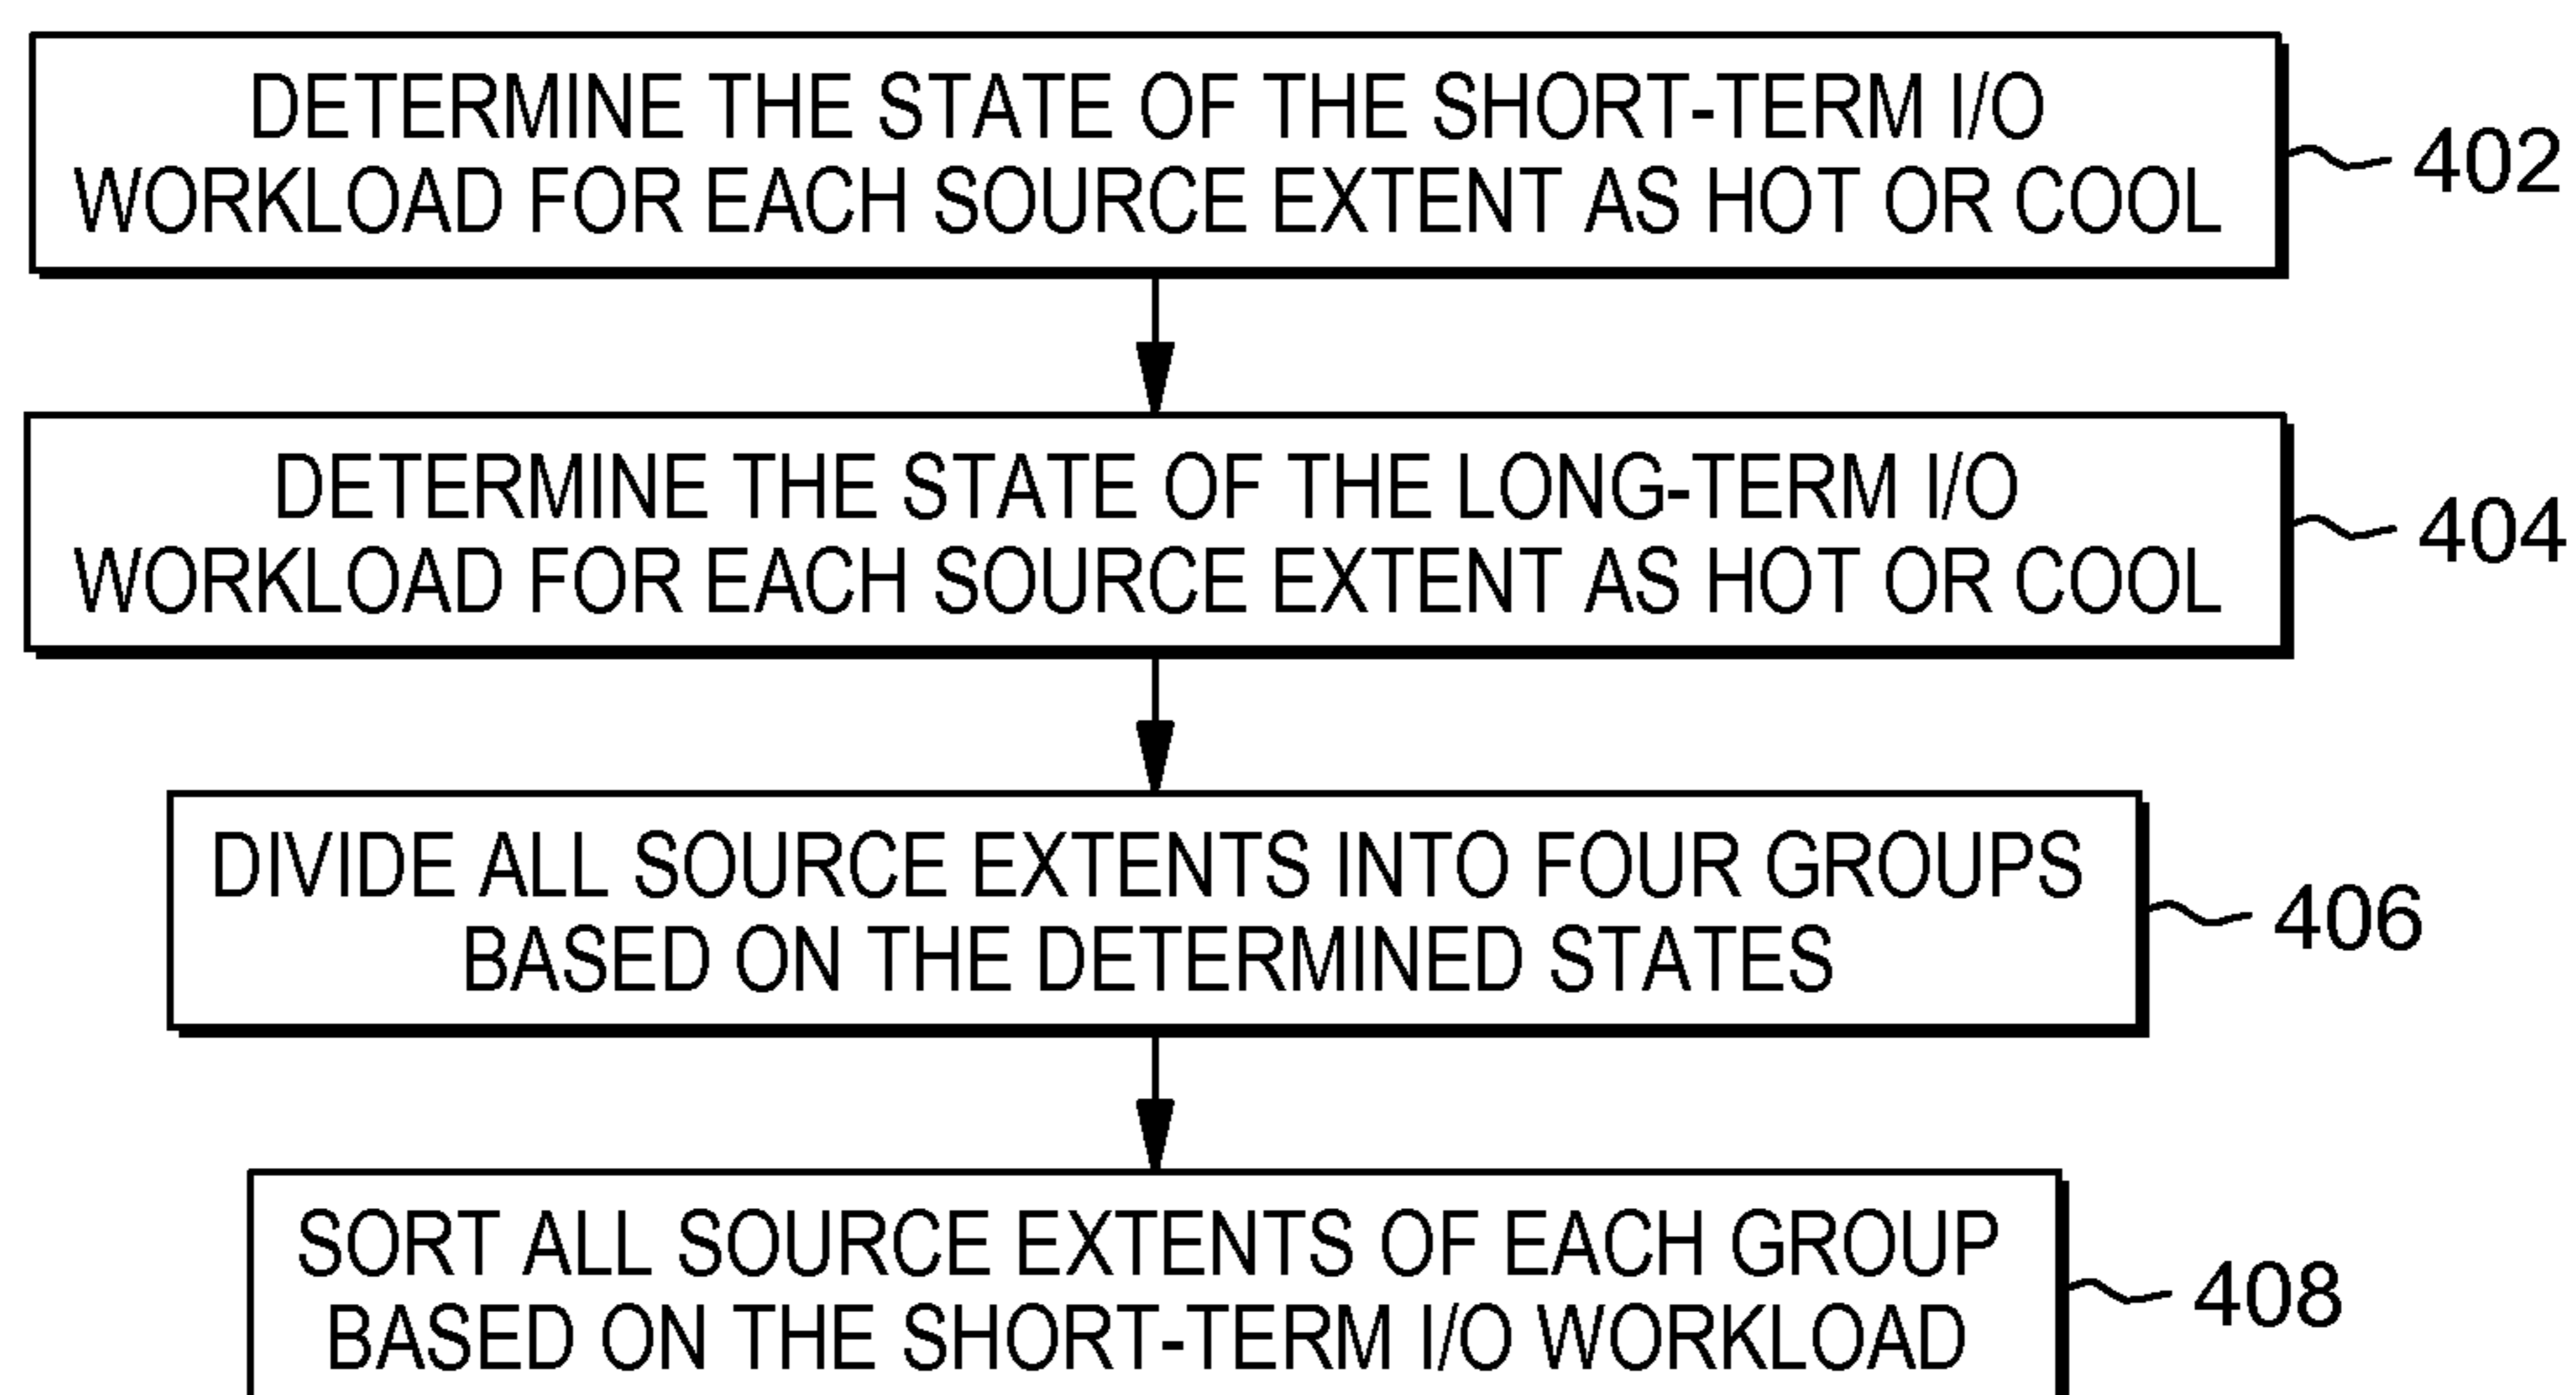 DETERMINE THE STATE OF THE SHORT-TERM I/O
WORKLOAD FOR EACH SOURCE EXTENT AS HOT OR COOL
402
DETERMINE THE STATE OF THE LONG-TERM I/O
WORKLOAD FOR EACH SOURCE EXTENT AS HOT OR COOL
404
DIVIDE ALL SOURCE EXTENTS INTO FOUR GROUPS
BASED ON THE DETERMINED STATES
406
SORT ALL SOURCE EXTENTS OF EACH GROUP
BASED ON THE SHORT-TERM I/O WORKLOAD
408